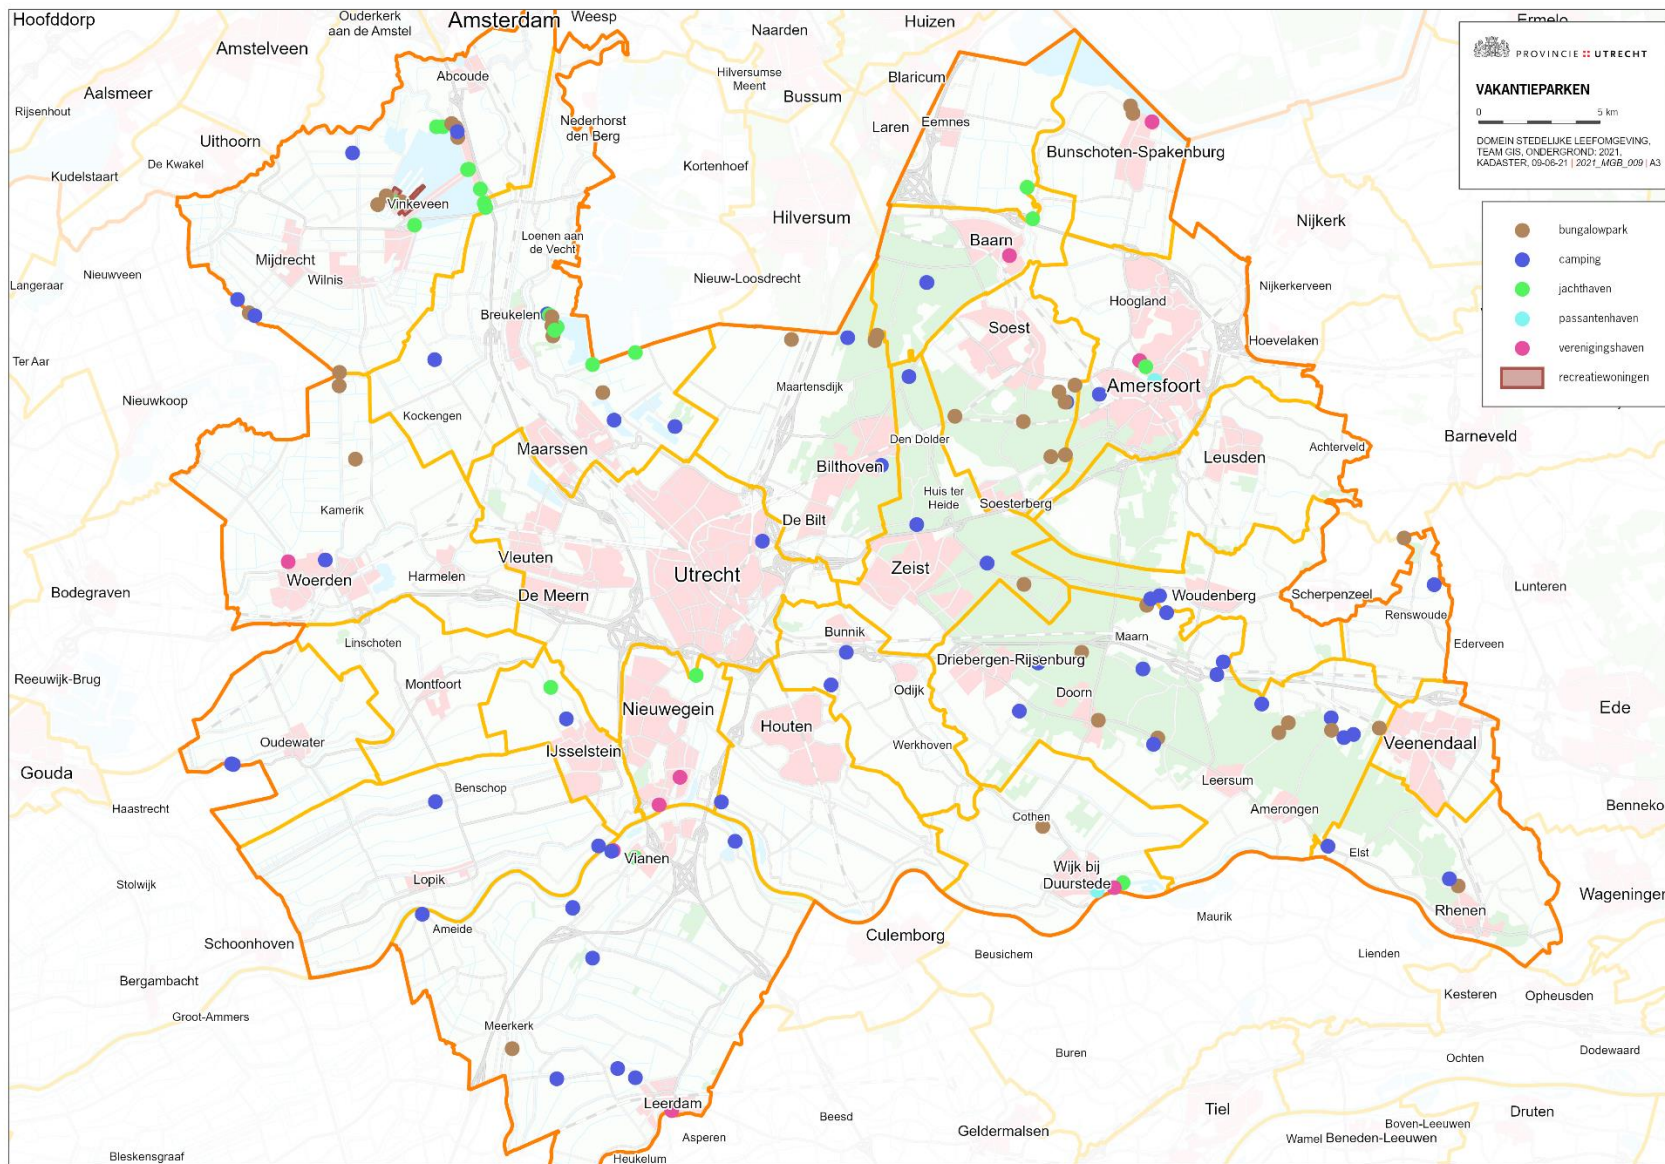 Hoofddorp
Ouderkerk
aan de Amstel
Amsterdam
Weesp
Huizen
Ermelo
Amstelveen
Naarden
Abcoude
Hilversumse
Meent
Blaricum
Aalsmeer
Bussum
Rijsenhout
Uithoorn
Nederhorst
den Berg
Laren
Eemnes
De Kwakel
Kortenhoef
Bunschoten-Spakenburg
Kudelstaart
Vinkeveen
Hilversum
Nijkerk
Loenen aan
de Vecht
Baarn
Mijdrecht
Nieuwveen
Wilnis
Nieuw-Loosdrecht
Langeraar
Nijkerkerveen
Hoogland
Breukelen
Soest
Hoevelaken
Ter Aar
Maartensdijk
Amersfoort
Nieuwkoop
Kockengen
Barneveld
Den Dolder
Achterveld
Maarssen
Leusden
Bilthoven
Huis ter
Heide
Soesterberg
Kamerik
De Bilt
Vleuten
Zeist
Utrecht
Woerden
Harmelen
Lunteren
Bodegraven
De Meern
Woudenberg
Scherpenzeel
Renswoude
Bunnik
Maarn
Linschoten
Ederveen
Driebergen-Rijsenburg
Reeuwijk-Brug
Montfoort
Odijk
Doorn
Nieuwegein
Ede
Houten
Oudewater
Werkhoven
IJsselstein
Veenendaal
Gouda
Leersum
Benschop
Haastrecht
Amerongen
Benneko
Cothen
Elst
Vianen
Lopik
Wijk bij
Duurstede
Stolwijk
Wageningen
Rhenen
Maurik
Ameide
Culemborg
Schoonhoven
Beusichem
Lienden
Bergambacht
Kesteren
Opheusden
Groot-Ammers
Meerkerk
Buren
Dodewaard
Ochten
Leerdam
Tiel
Beesd
Druten
Asperen
Geldermalsen
Boven-Leeuwen
Wamel
Beneden-Leeuwen
Bleskensgraaf
Heukelum
PROVINCIE UTRECHT
VAKANTIEPARKEN
0 5 km
DOMEIN STEDELIJKE LEEFOMGEVING,
TEAM GIS, ONDERGROND: 2021,
KADASTER, 09-06-21 | 2021_MGB_009 | A3
bungalowpark
camping
jachthaven
passantenhaven
verenigingshaven
recreatiewoningen